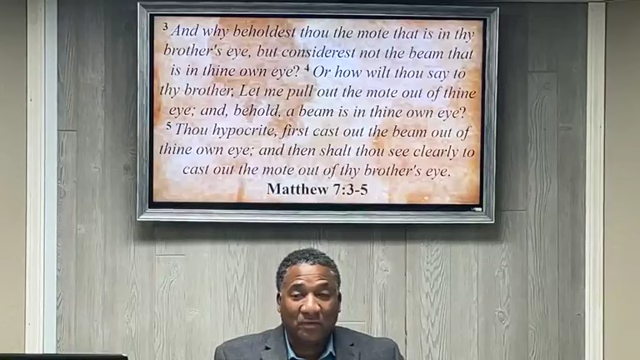 3 And why beholdest thou the mote that is in thy
brother's eye, but considerest not the beam that
is in thine own eye? 4 Or how wilt thou say to
thy brother, Let me pull out the mote out of thine
eye; and, behold, a beam is in thine own eye?
5 Thou hypocrite, first cast out the beam out of
thine own eye; and then shalt thou see clearly to
cast out the mote out of thy brother's eye.
Matthew 7:3-5